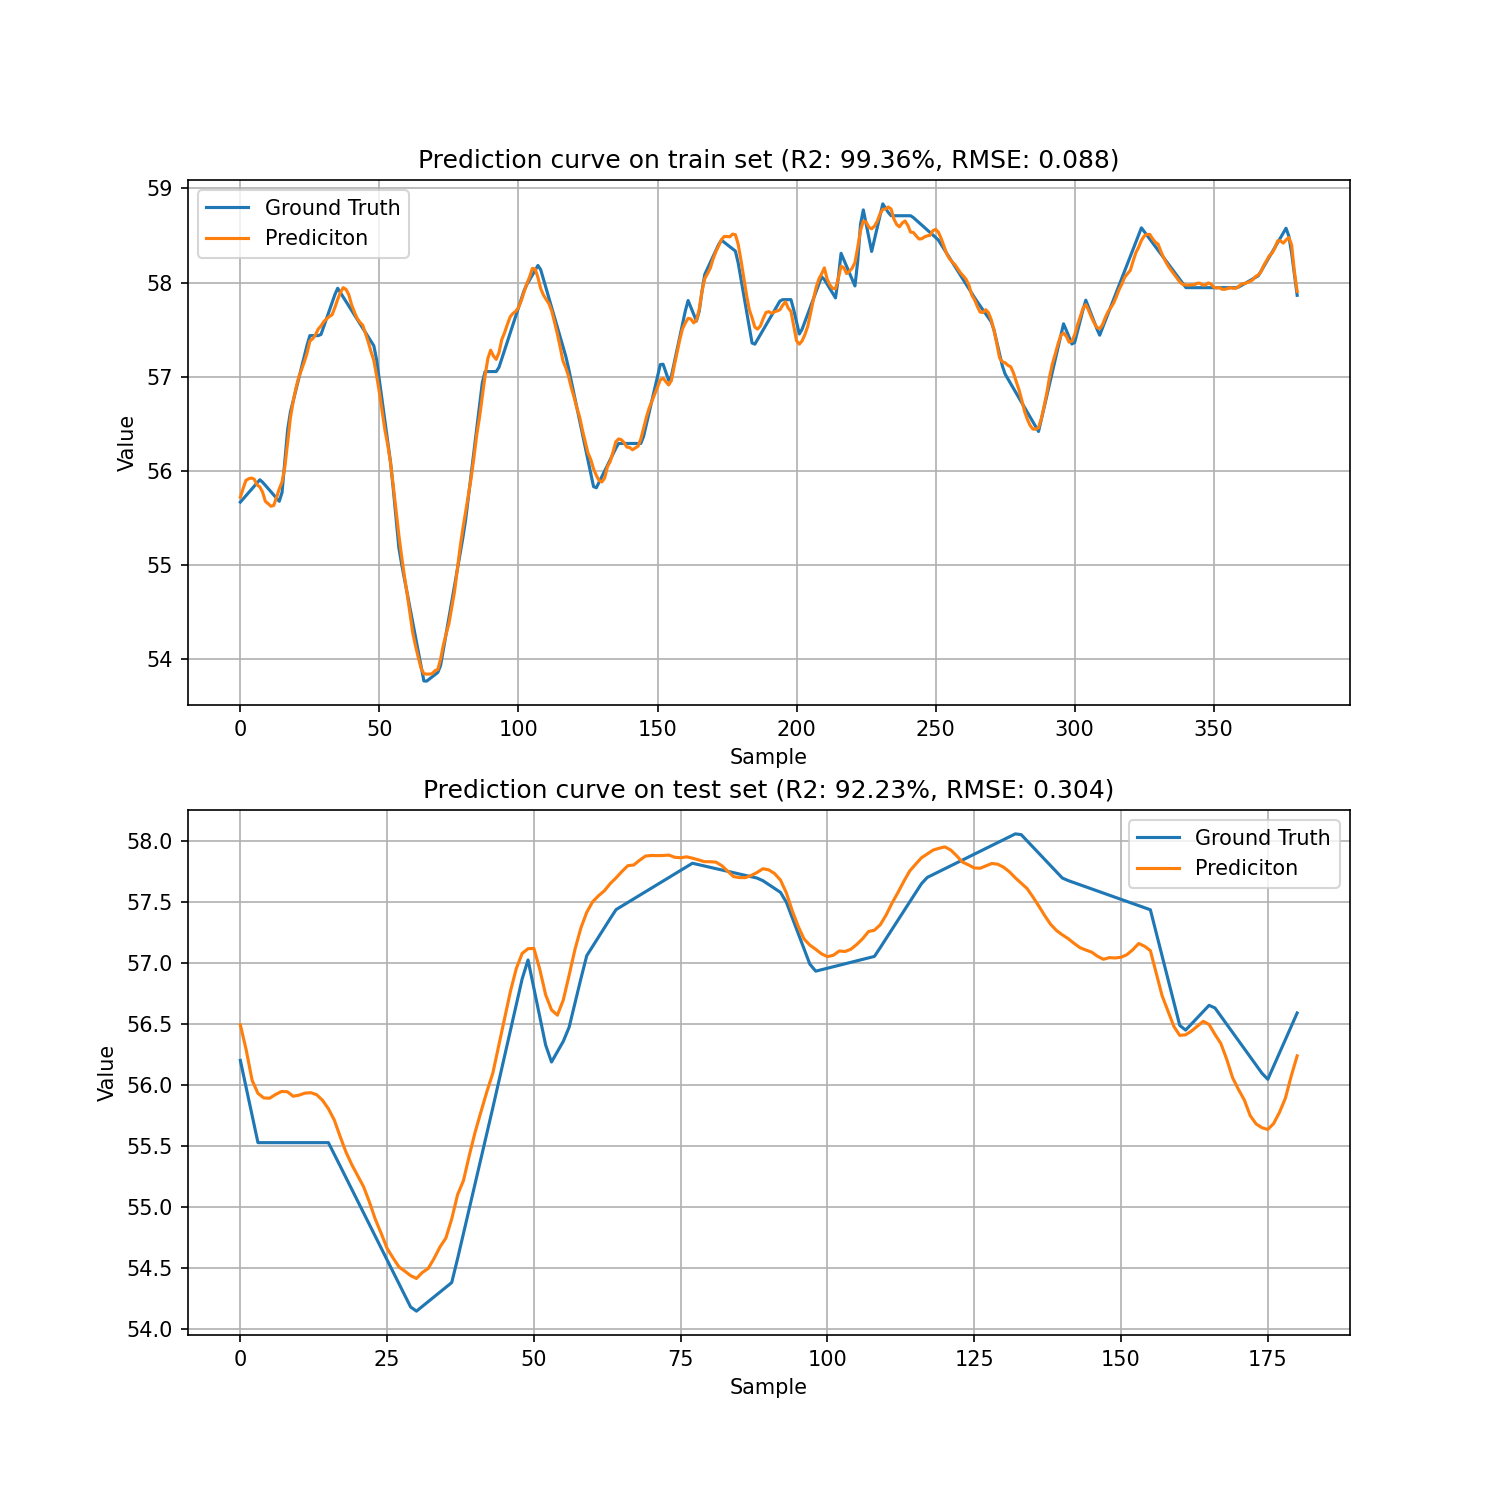 Prediction curve on train set (R2: 99.36%, RMSE: 0.088)
Ground Truth
Prediciton
59
58
57
56
55
54
Value
0 50 100 150 200 250 300 350
Sample
Prediction curve on test set (R2: 92.23%, RMSE: 0.304)
Ground Truth
Prediciton
58.0
57.5
57.0
56.5
56.0
55.5
55.0
54.5
54.0
Value
0 25 50 75 100 125 150 175
Sample